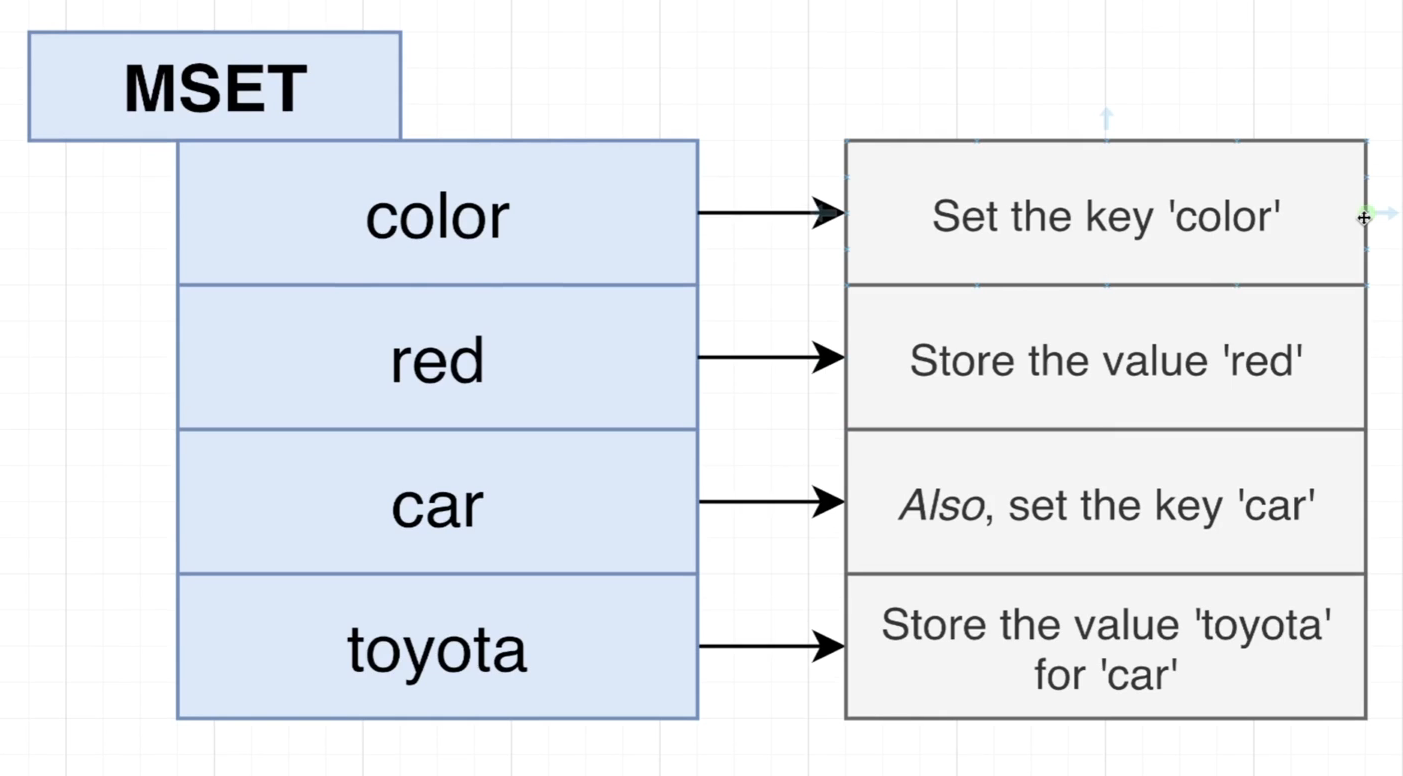 MSET
color
Set the key 'color'
red
Store the value 'red'
car
Also, set the key 'car'
toyota
Store the value 'toyota'
for 'car'